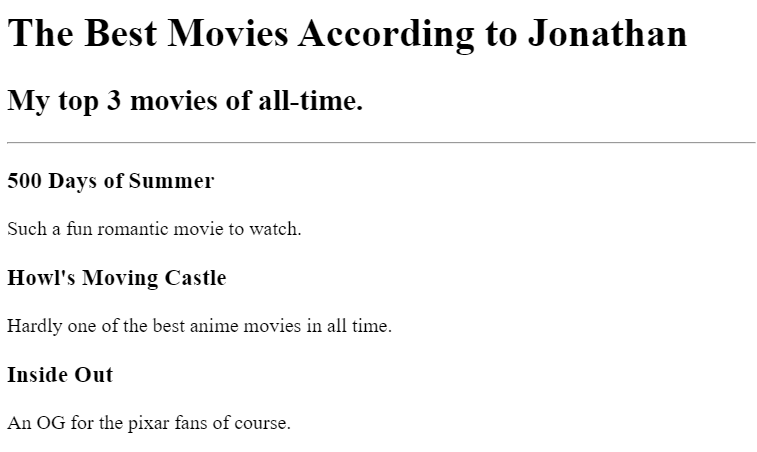 The Best Movies According to Jonathan
My top 3 movies of all-time.
500 Days of Summer
Such a fun romantic movie to watch.
Howl's Moving Castle
Hardly one of the best anime movies in all time.
Inside Out
An OG for the pixar fans of course.